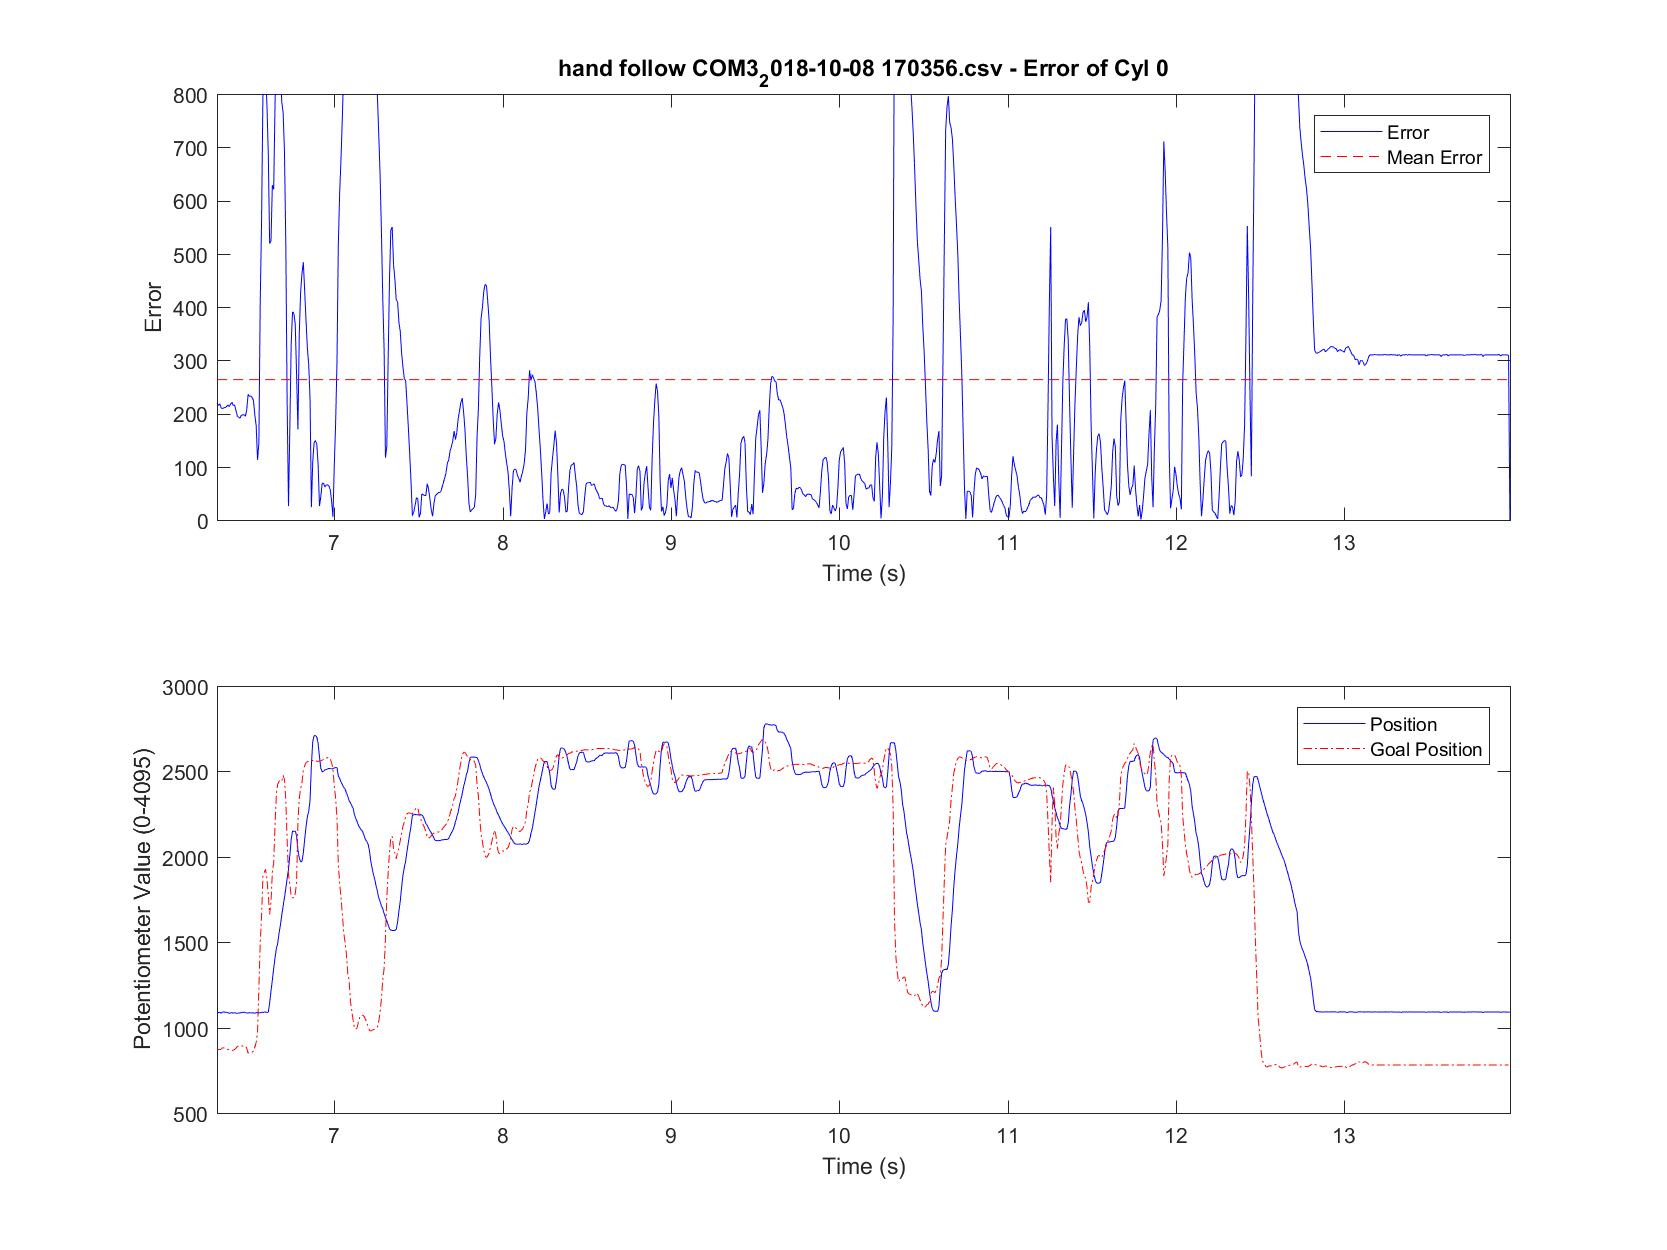 hand follow COM3₂018-10-08 170356.csv - Error of Cyl 0
800
700
600
500
400
300
200
100
0
Error
Error
Mean Error
7 8 9 10 11 12 13
Time (s)
3000
2500
2000
1500
1000
500
Potentiometer Value (0-4095)
Position
Goal Position
7 8 9 10 11 12 13
Time (s)